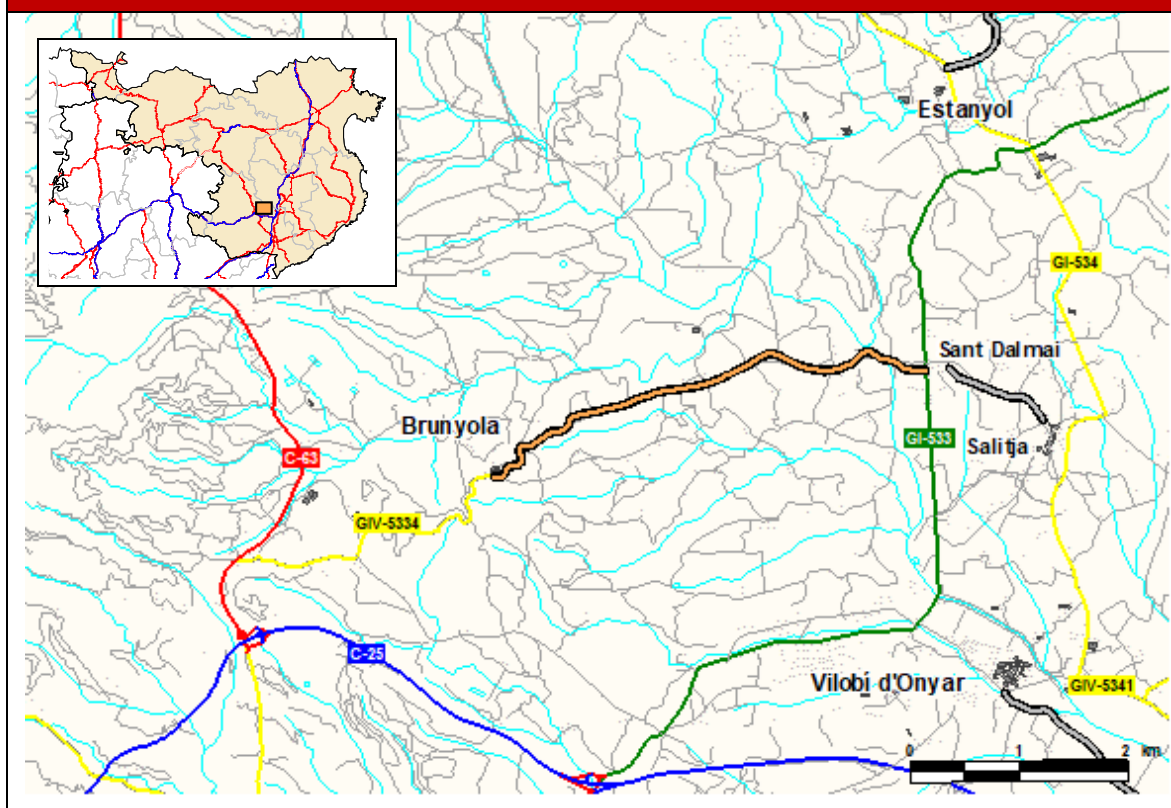 Estanyol
GI-534
Sant Dalmai
Brunyola
GI-533
Salitja
C-63
GIV-5334
C-25
Vilobí d'Onyar
GIV-5341
0 1 2 km